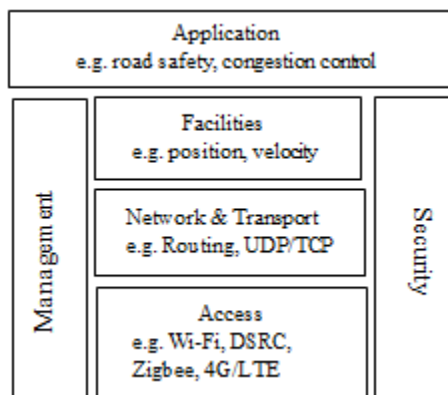 Application
e.g. road safety, congestion control
Management
Facilities
e.g. position, velocity
Network & Transport
e.g. Routing, UDP/TCP
Access
e.g. Wi-Fi, DSRC,
Zigbee, 4G/LTE
Security